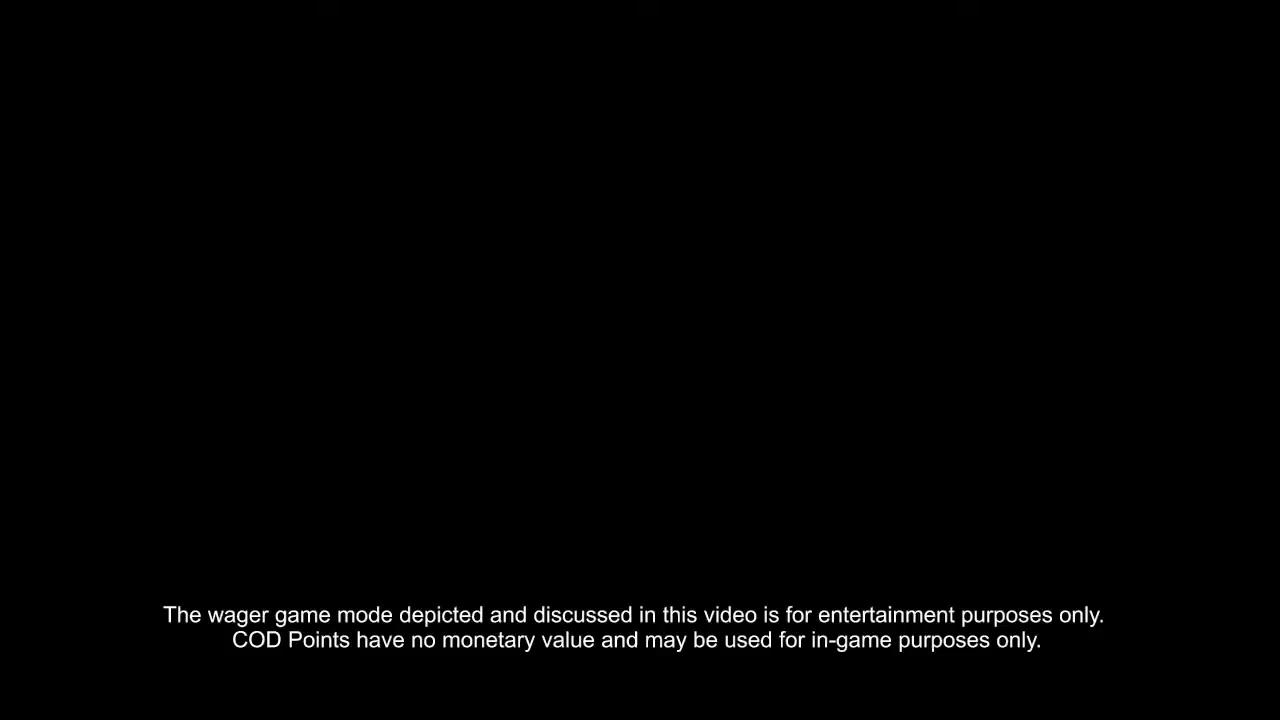 The wager game mode depicted and discussed in this video is for entertainment purposes only.
COD Points have no monetary value and may be used for in-game purposes only.